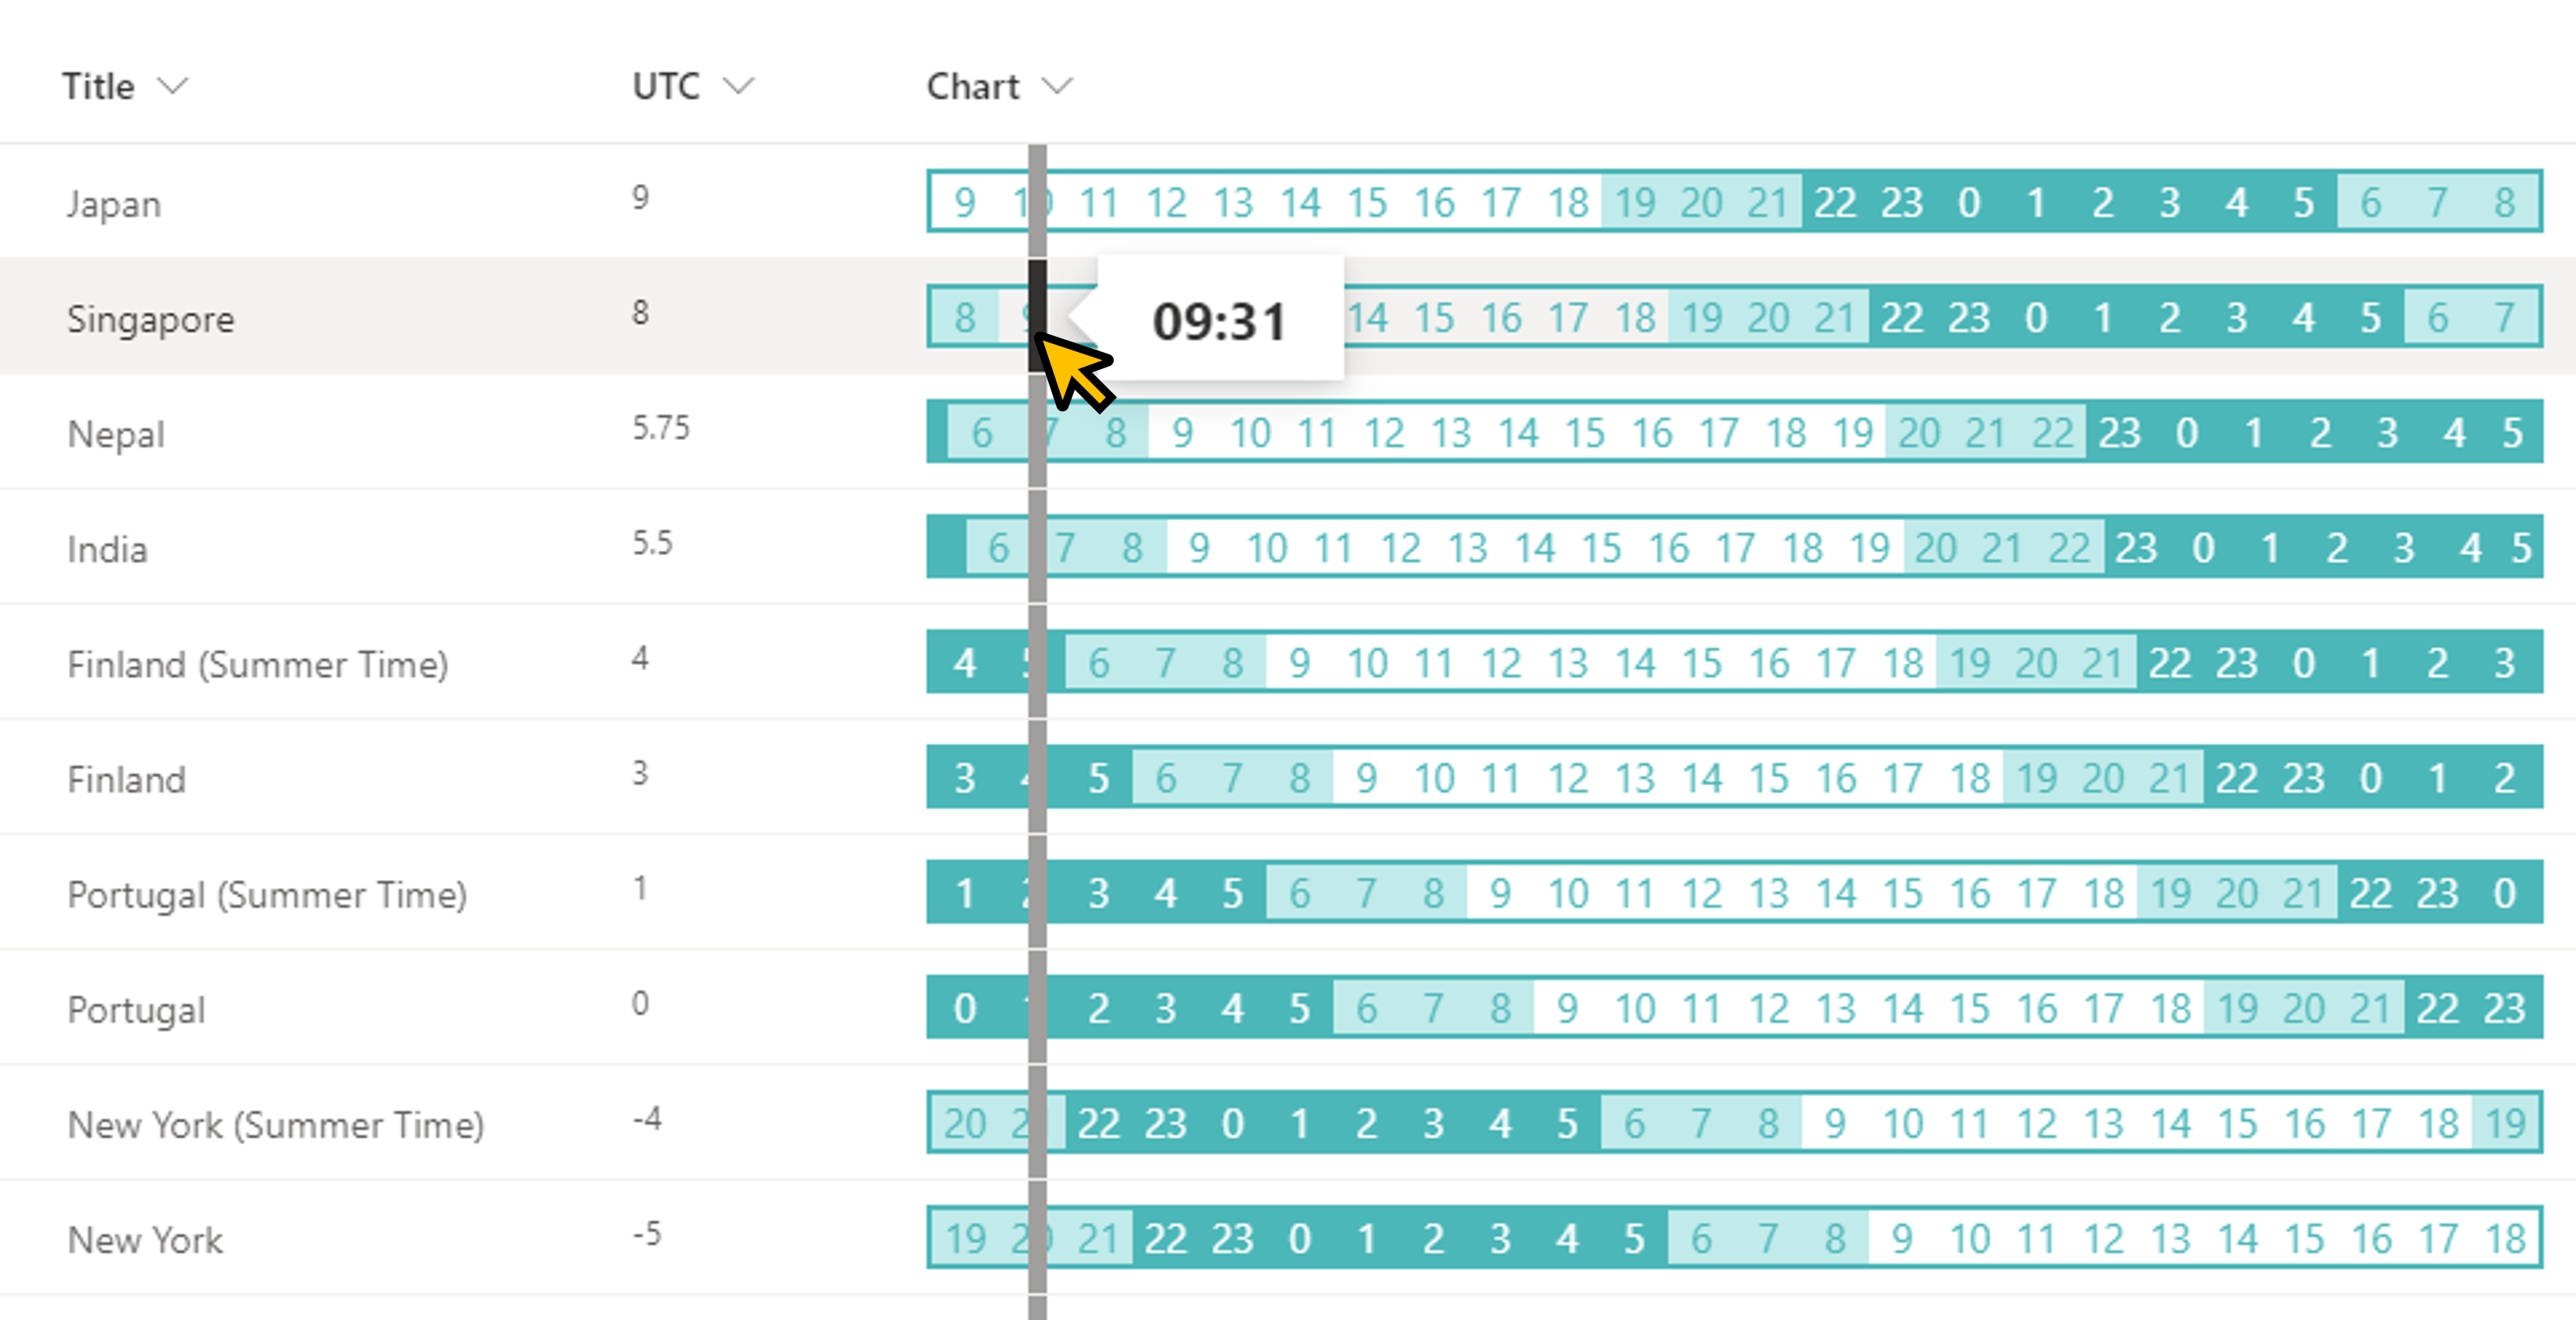 Title UTC Chart
Japan 9 9 10 11 12 13 14 15 16 17 18 19 20 21 22 23 0 1 2 3 4 5 6 7 8
Singapore 8 8 09:31 14 15 16 17 18 19 20 21 22 23 0 1 2 3 4 5 6 7
Nepal 5.75 6 7 8 9 10 11 12 13 14 15 16 17 18 19 20 21 22 23 0 1 2 3 4 5
India 5.5 6 7 8 9 10 11 12 13 14 15 16 17 18 19 20 21 22 23 0 1 2 3 4 5
Finland (Summer Time) 4 4 5 6 7 8 9 10 11 12 13 14 15 16 17 18 19 20 21 22 23 0 1 2 3
Finland 3 3 4 5 6 7 8 9 10 11 12 13 14 15 16 17 18 19 20 21 22 23 0 1 2
Portugal (Summer Time) 1 1 2 3 4 5 6 7 8 9 10 11 12 13 14 15 16 17 18 19 20 21 22 23 0
Portugal 0 0 1 2 3 4 5 6 7 8 9 10 11 12 13 14 15 16 17 18 19 20 21 22 23
New York (Summer Time) -4 20 21 22 23 0 1 2 3 4 5 6 7 8 9 10 11 12 13 14 15 16 17 18 19
New York -5 19 20 21 22 23 0 1 2 3 4 5 6 7 8 9 10 11 12 13 14 15 16 17 18